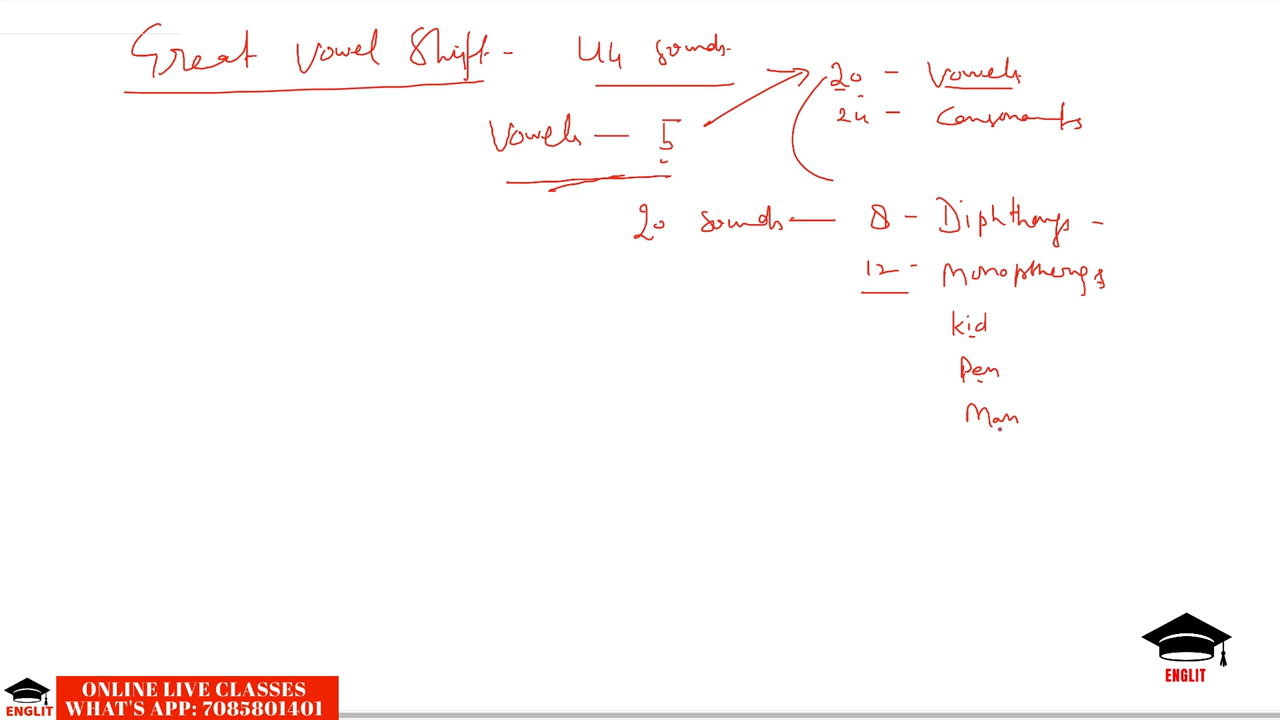 Great Vowel Shift - 44 sounds.
20 - Vowels
24 - Consonants
Vowels — 5
20 sounds — 8 - Diphthongs -
12 - Monopthongs
kid
Pen
Man
ENGLIT
ENGLIT
ONLINE LIVE CLASSES
WHAT'S APP: 7085801401